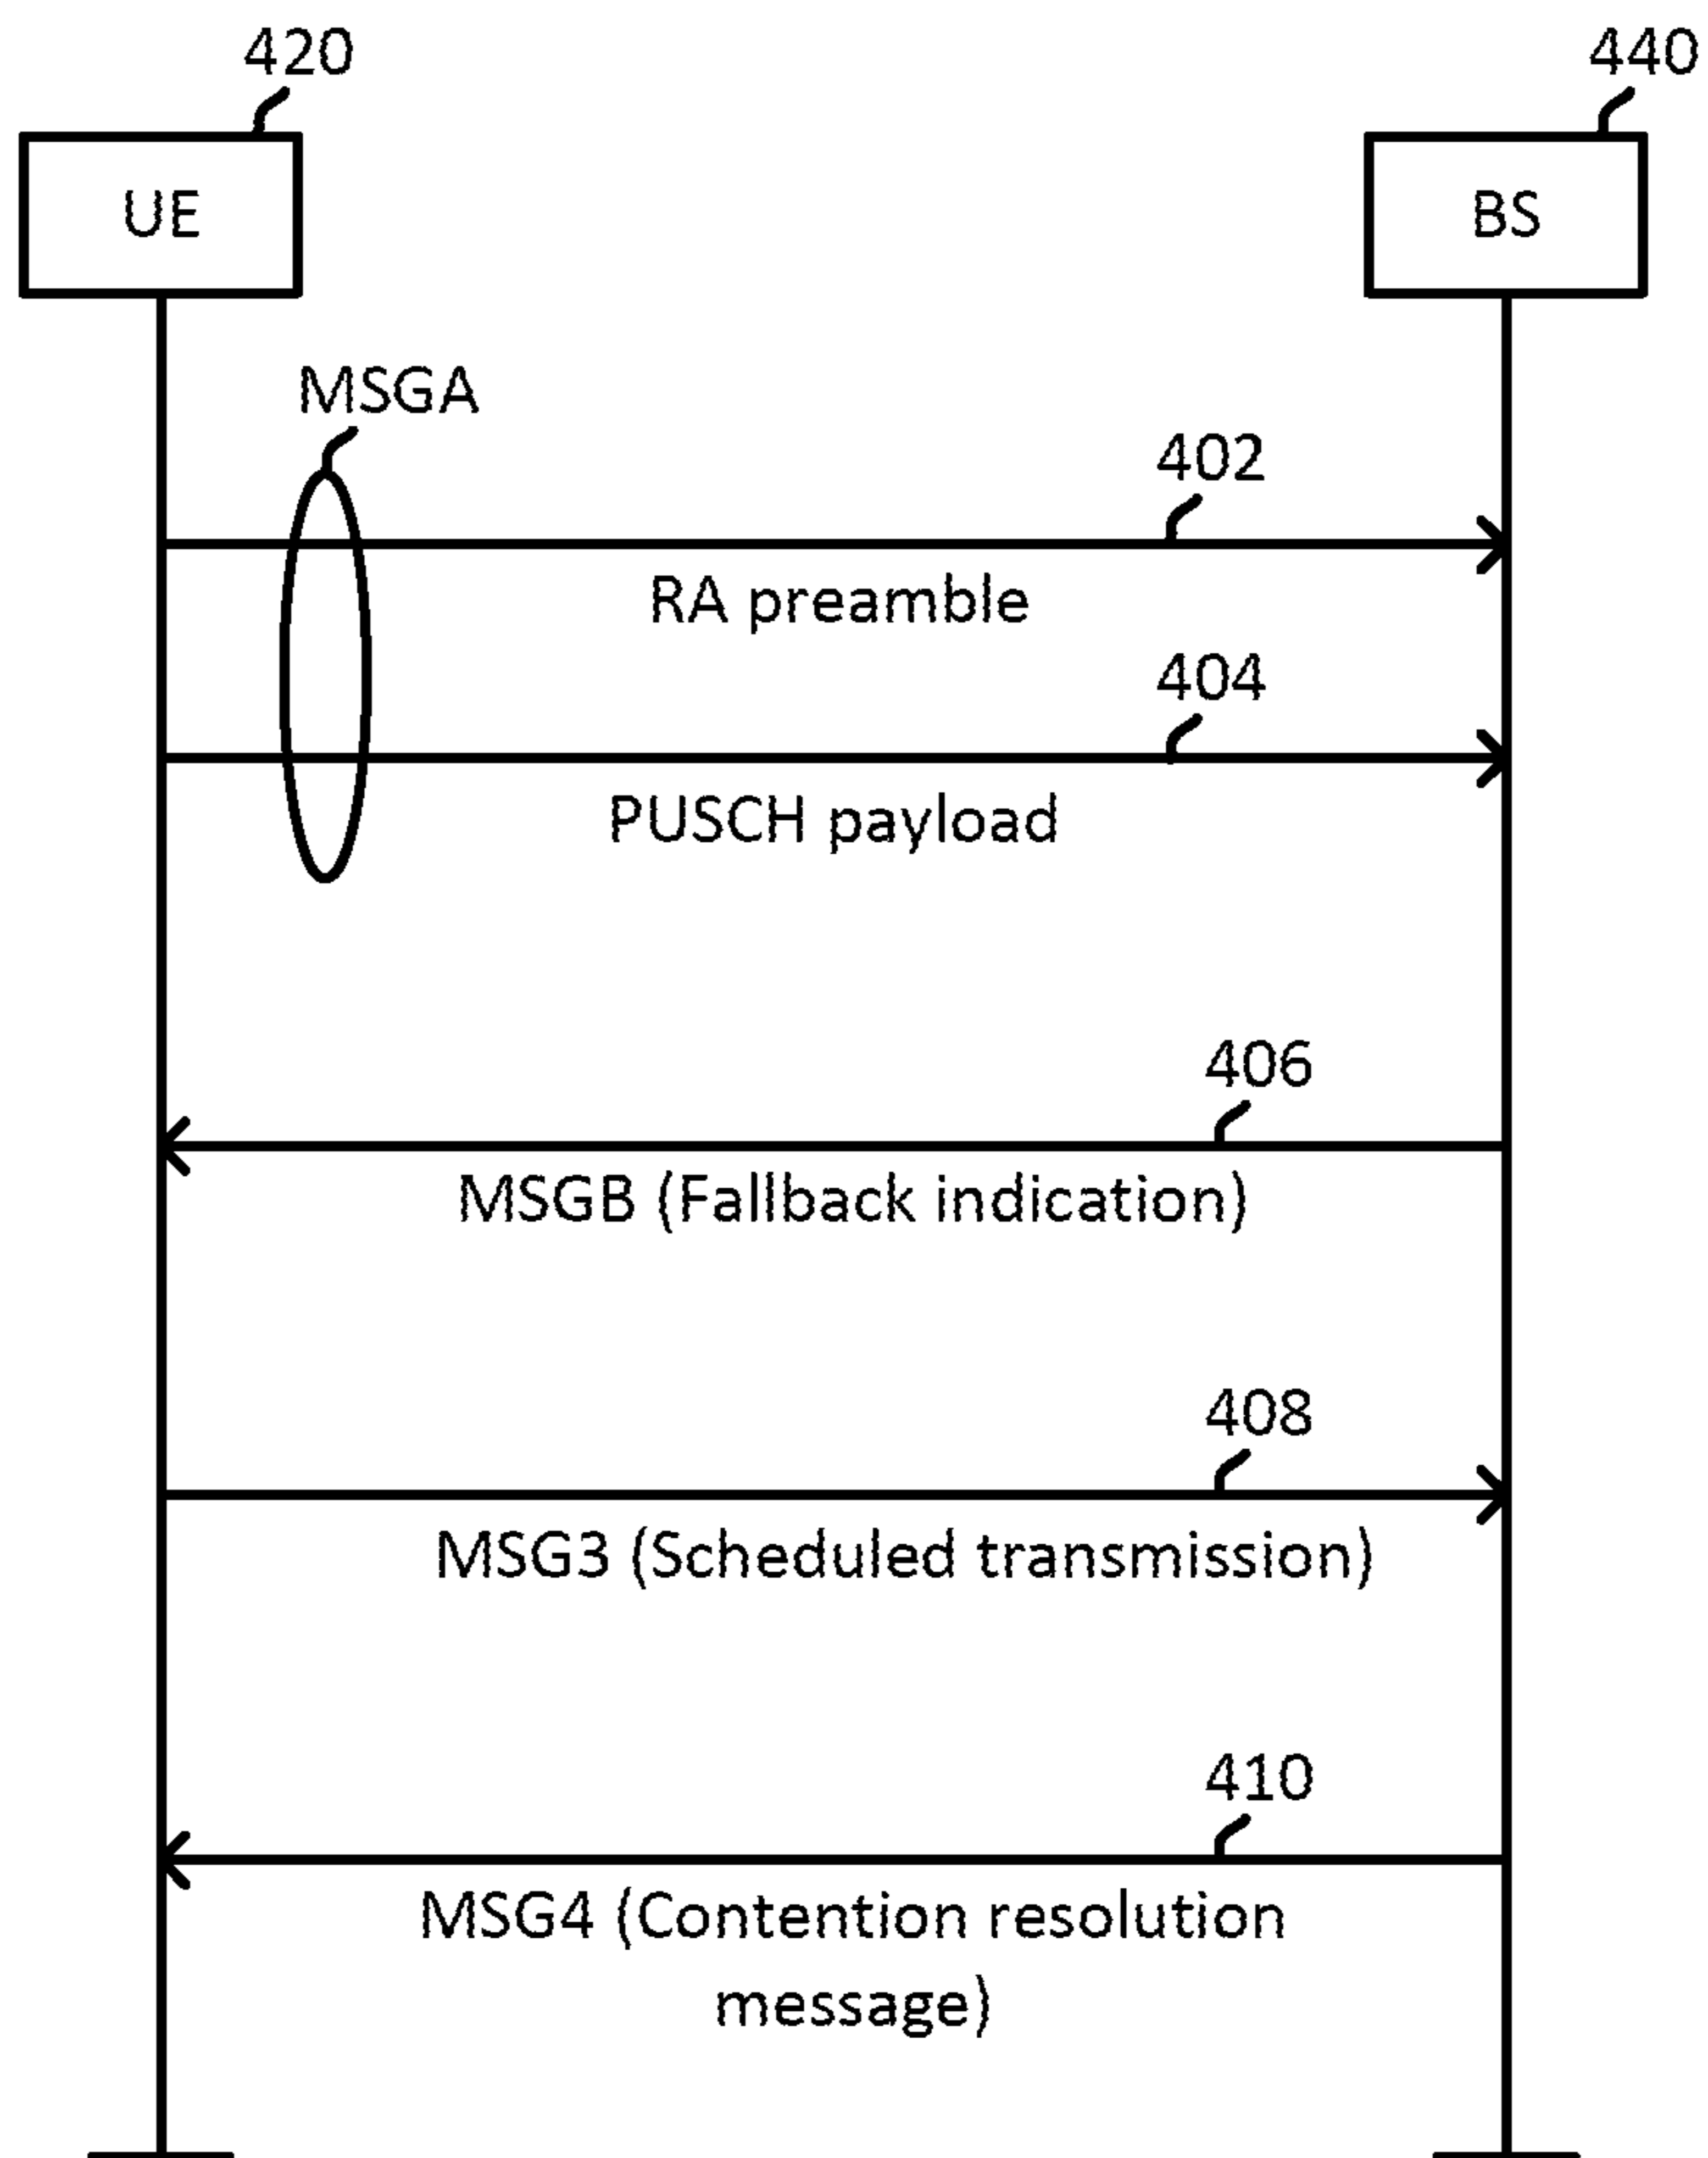 420
440
UE
BS
MSGA
402
RA preamble
404
PUSCH payload
406
MSGB (Fallback indication)
408
MSG3 (Scheduled transmission)
410
MSG4 (Contention resolution
message)